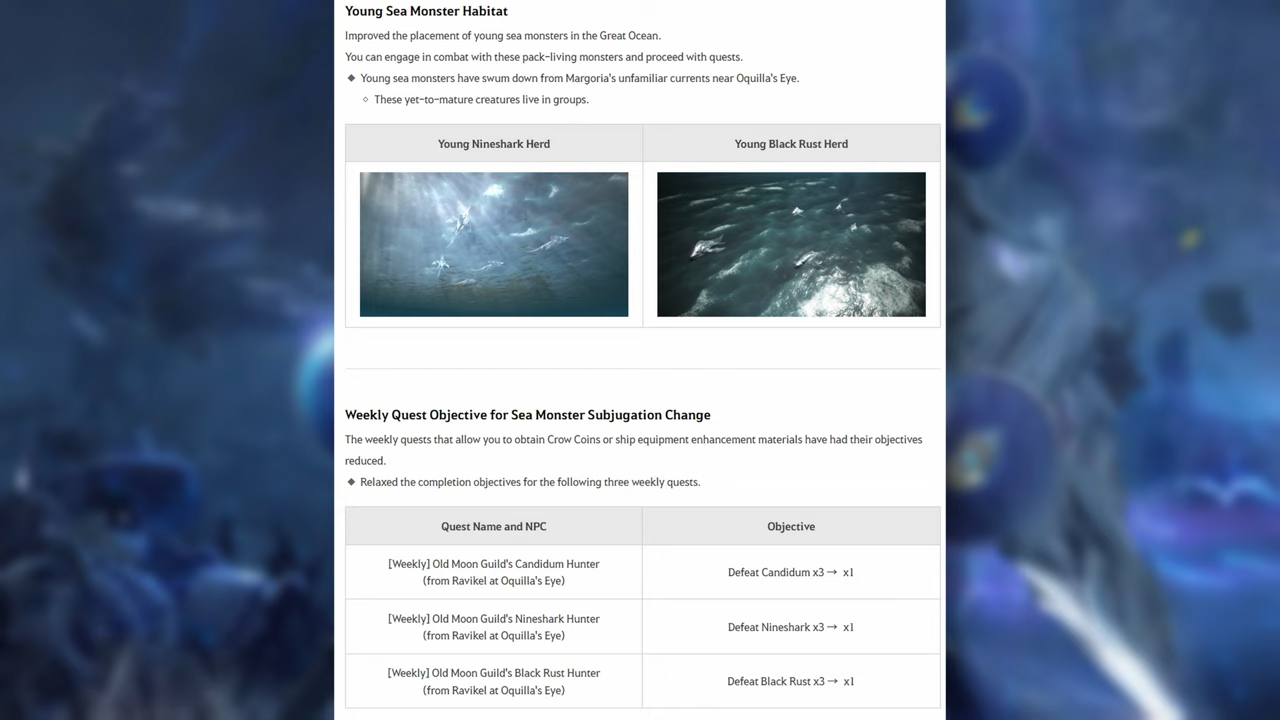 Young Sea Monster Habitat
Improved the placement of young sea monsters in the Great Ocean.
You can engage in combat with these pack-living monsters and proceed with quests.
◆ Young sea monsters have swum down from Margoria's unfamiliar currents near Oquilla's Eye.
◇ These yet-to-mature creatures live in groups.
Young Nineshark Herd
Young Black Rust Herd
Weekly Quest Objective for Sea Monster Subjugation Change
The weekly quests that allow you to obtain Crow Coins or ship equipment enhancement materials have had their objectives
reduced.
◆ Relaxed the completion objectives for the following three weekly quests.
Quest Name and NPC
Objective
[Weekly] Old Moon Guild's Candidum Hunter
(from Ravikel at Oquilla's Eye)
Defeat Candidum x3 → x1
[Weekly] Old Moon Guild's Nineshark Hunter
(from Ravikel at Oquilla's Eye)
Defeat Nineshark x3 → x1
[Weekly] Old Moon Guild's Black Rust Hunter
(from Ravikel at Oquilla's Eye)
Defeat Black Rust x3 → x1